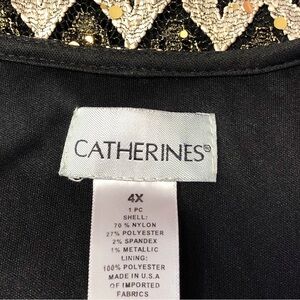 CATHERINES®
4X
1 PC
SHELL:
70 % NYLON
27% POLYESTER
2% SPANDEX
1% METALLIC
LINING:
100% POLYESTER
MADE IN U.S.A
OF IMPORTED
FABRICS